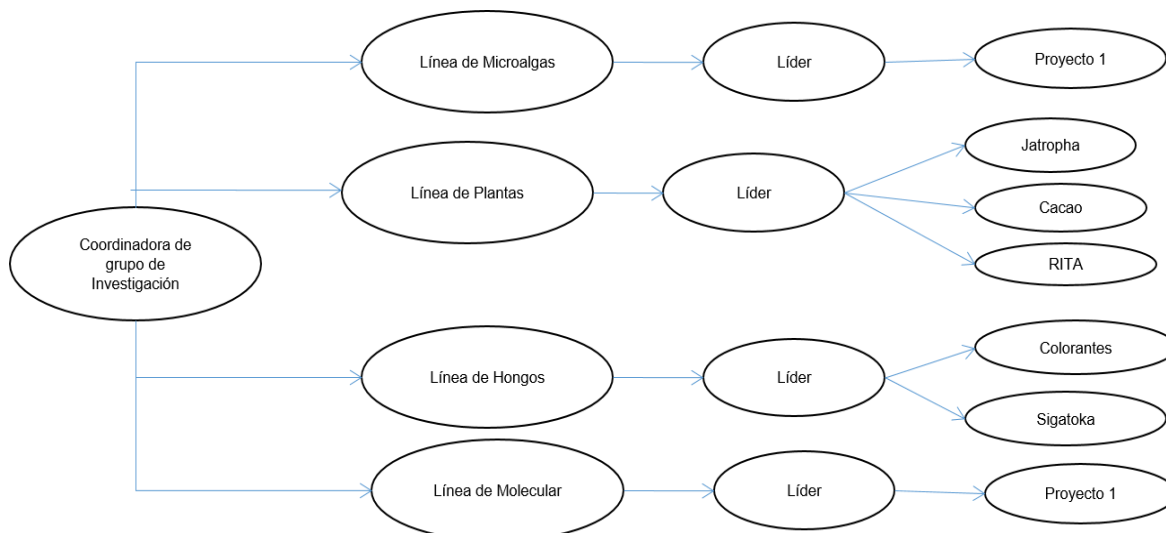 Línea de Microalgas
Líder
Proyecto 1
Jatropha
Línea de Plantas
Líder
Cacao
RITA
Coordinadora de
grupo de
Investigación
Colorantes
Línea de Hongos
Líder
Sigatoka
Línea de Molecular
Líder
Proyecto 1